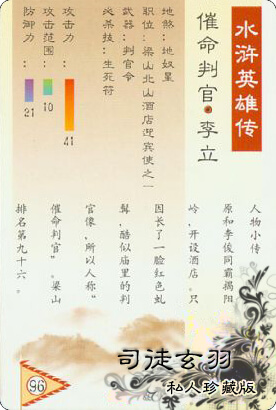 水浒英雄传
催命判官·李立
地煞：地奴星
职位：梁山北山酒店迎宾使之一
武器：判官令
必杀技：生死符
攻击力：
41
攻击范围：
10
防御力：
21
人物小传
原和李俊同霸揭阳
岭，开设酒店。只
因长了一脸红色虬
髯，酷似庙里的判
官像，所以人称“
催命判官”。梁山
排名第九十六。
96
司徒玄羽
私人珍藏版